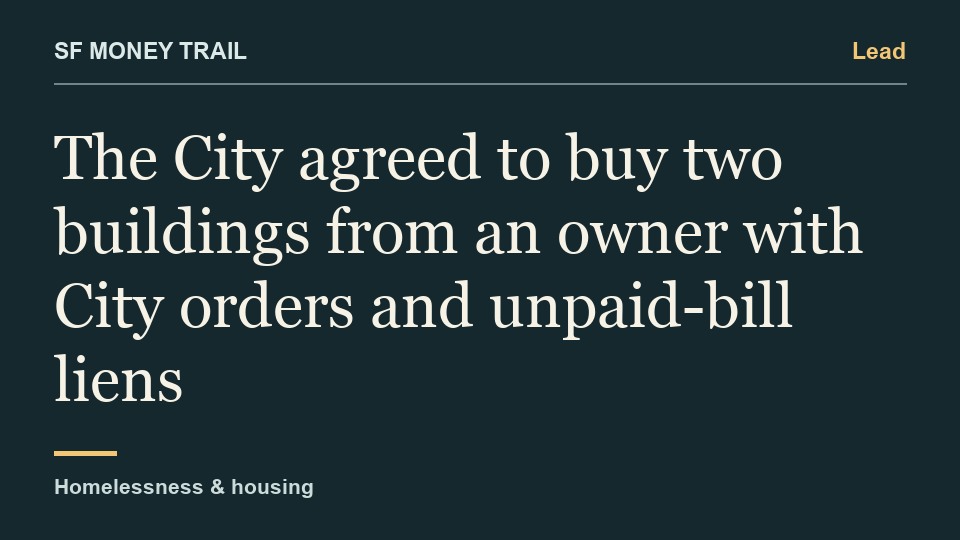 SF MONEY TRAIL
Lead
The City agreed to buy two
buildings from an owner with
City orders and unpaid-bill
liens
Homelessness & housing